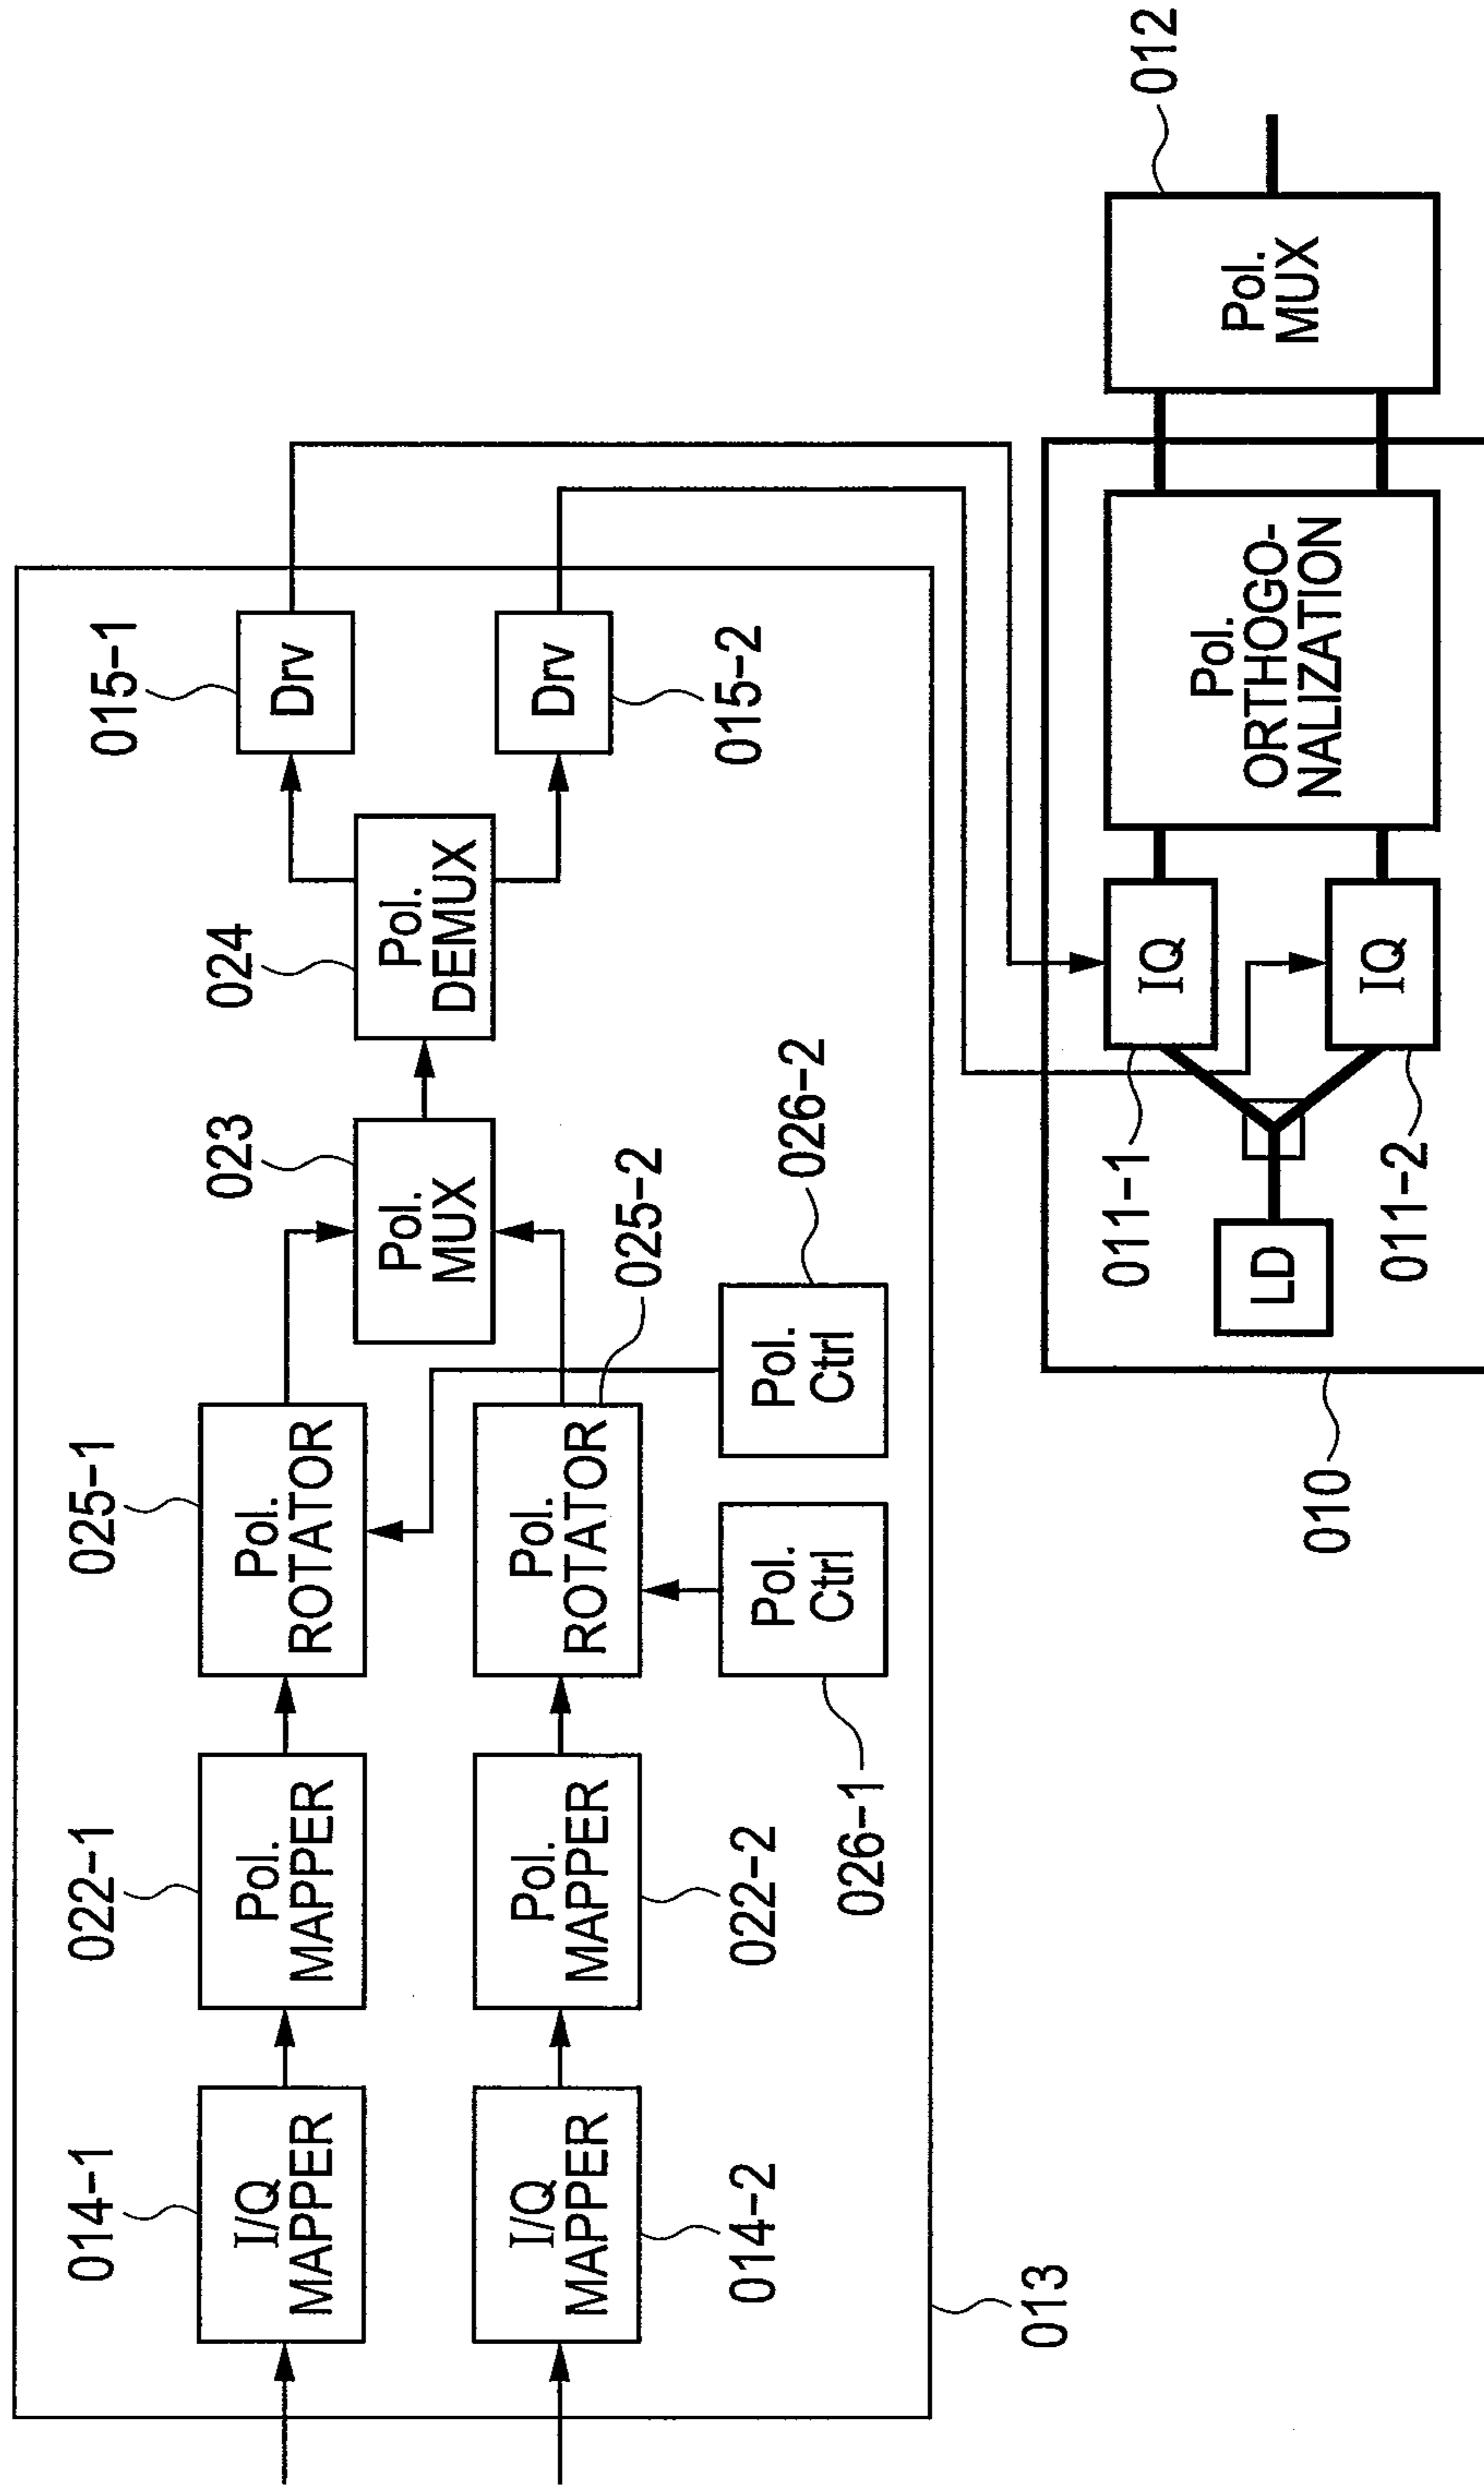 014-1
I/Q
MAPPER
022-1
Pol.
MAPPER
025-1
Pol.
ROTATOR
023
Pol.
MUX
024
Pol.
DEMUX
015-1
Drv
014-2
I/Q
MAPPER
022-2
Pol.
MAPPER
025-2
Pol.
ROTATOR
015-2
Drv
026-1
Pol.
Ctrl
026-2
Pol.
Ctrl
013
010
LD
011-1
IQ
011-2
IQ
Pol.
ORTHOGO-
NALIZATION
012
Pol.
MUX